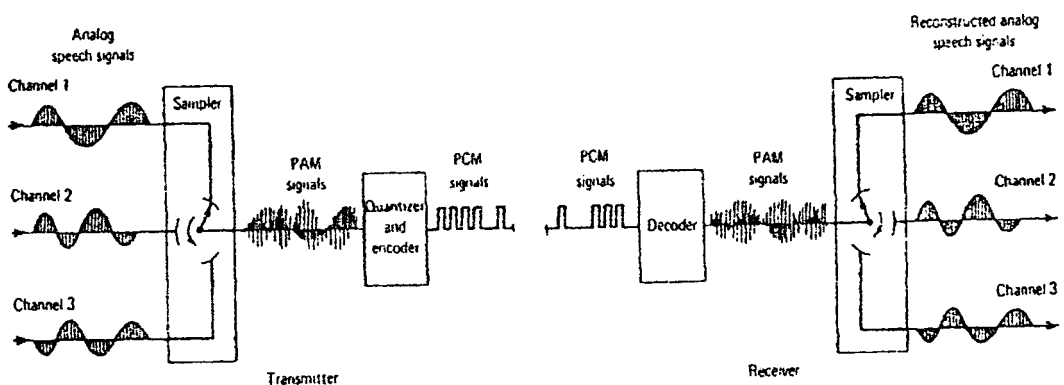 Analog
speech signals
Channel 1
Sampler
Channel 2
Channel 3
PAM
signals
Quantizer
and
encoder
PCM
signals
Transmitter
PCM
signals
Decoder
PAM
signals
Sampler
Reconstructed analog
speech signals
Channel 1
Channel 2
Channel 3
Receiver